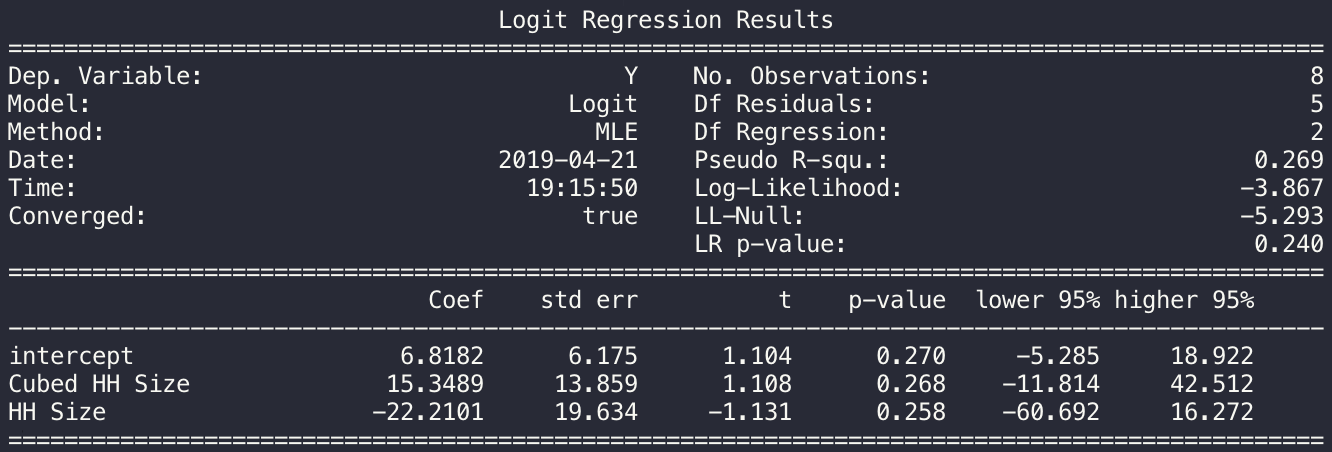 Logit Regression Results
==============================================================================================
Dep. Variable: Y No. Observations: 8
Model: Logit Df Residuals: 5
Method: MLE Df Regression: 2
Date: 2019-04-21 Pseudo R-squ.: 0.269
Time: 19:15:50 Log-Likelihood: -3.867
Converged: true LL-Null: -5.293
LR p-value: 0.240
==============================================================================================
Coef std err t p-value lower 95% higher 95%
----------------------------------------------------------------------------------------------
intercept 6.8182 6.175 1.104 0.270 -5.285 18.922
Cubed HH Size 15.3489 13.859 1.108 0.268 -11.814 42.512
HH Size -22.2101 19.634 -1.131 0.258 -60.692 16.272
==============================================================================================